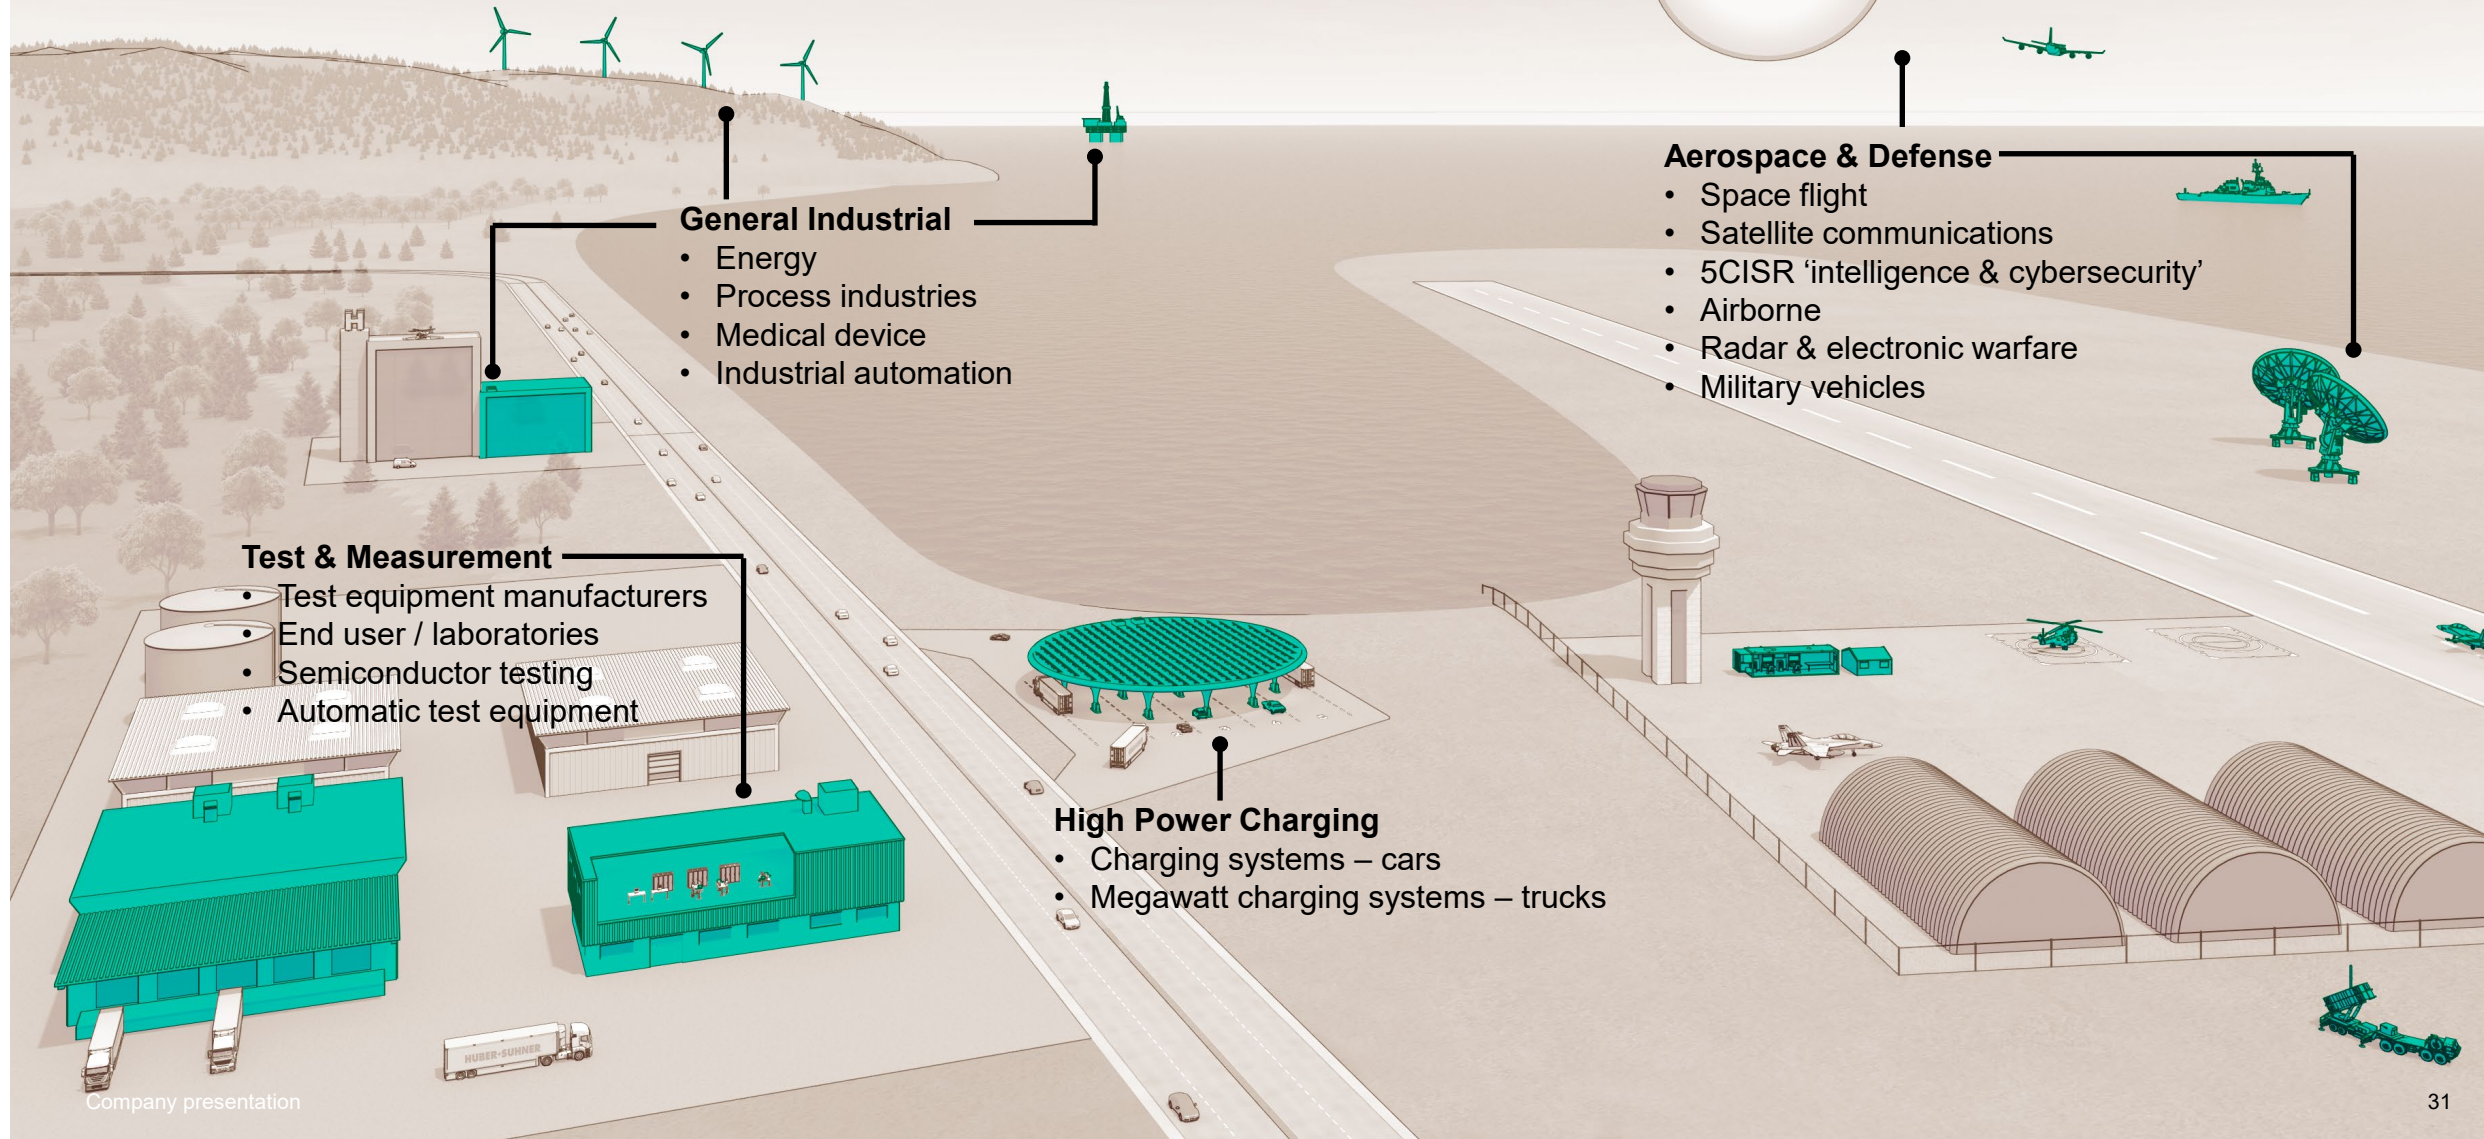 General Industrial
• Energy
• Process industries
• Medical device
• Industrial automation
Aerospace & Defense
• Space flight
• Satellite communications
• 5CISR ‘intelligence & cybersecurity’
• Airborne
• Radar & electronic warfare
• Military vehicles
H
Test & Measurement
• Test equipment manufacturers
• End user / laboratories
• Semiconductor testing
• Automatic test equipment
High Power Charging
• Charging systems – cars
• Megawatt charging systems – trucks
HUBER+SUHNER
Company presentation
31